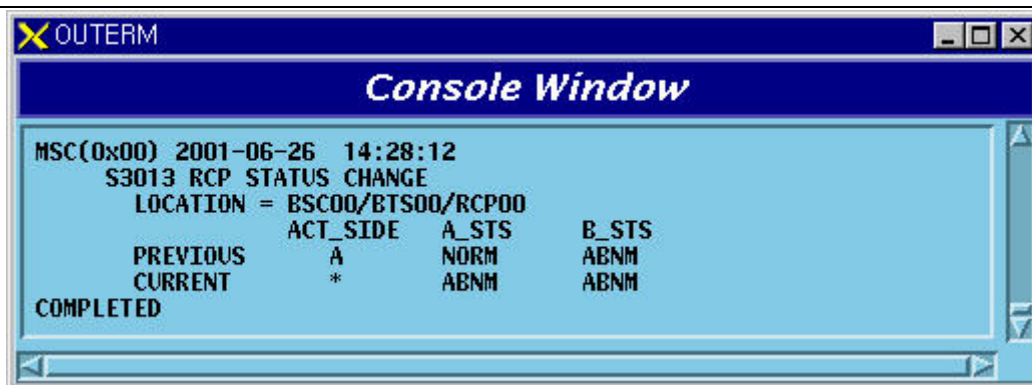 OUTERM
Console Window
MSC(0x00) 2001-06-26 14:28:12
S3013 RCP STATUS CHANGE
LOCATION = BSC00/BTS00/RCP00
ACT_SIDE A_STS B_STS
PREVIOUS A NORM ABNM
CURRENT * ABNM ABNM
COMPLETED